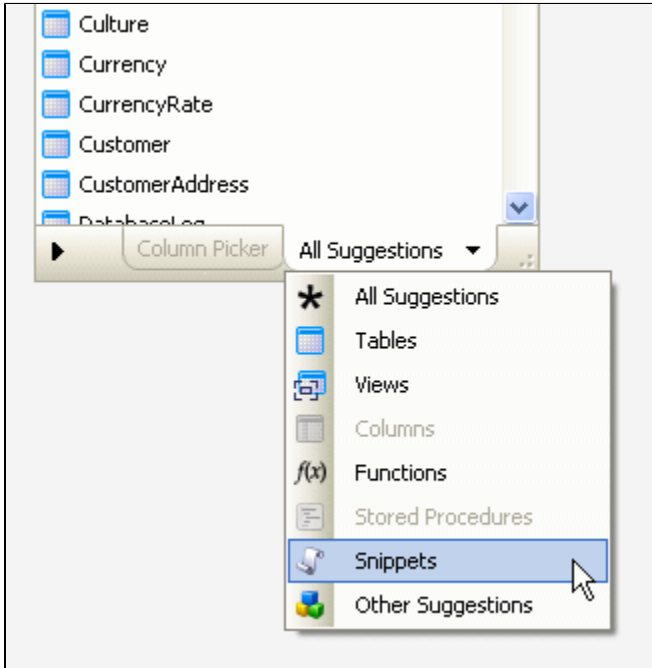 Culture
Currency
CurrencyRate
Customer
CustomerAddress
DatabaseLog
Column Picker All Suggestions
All Suggestions
Tables
Views
Columns
f(x) Functions
Stored Procedures
Snippets
Other Suggestions